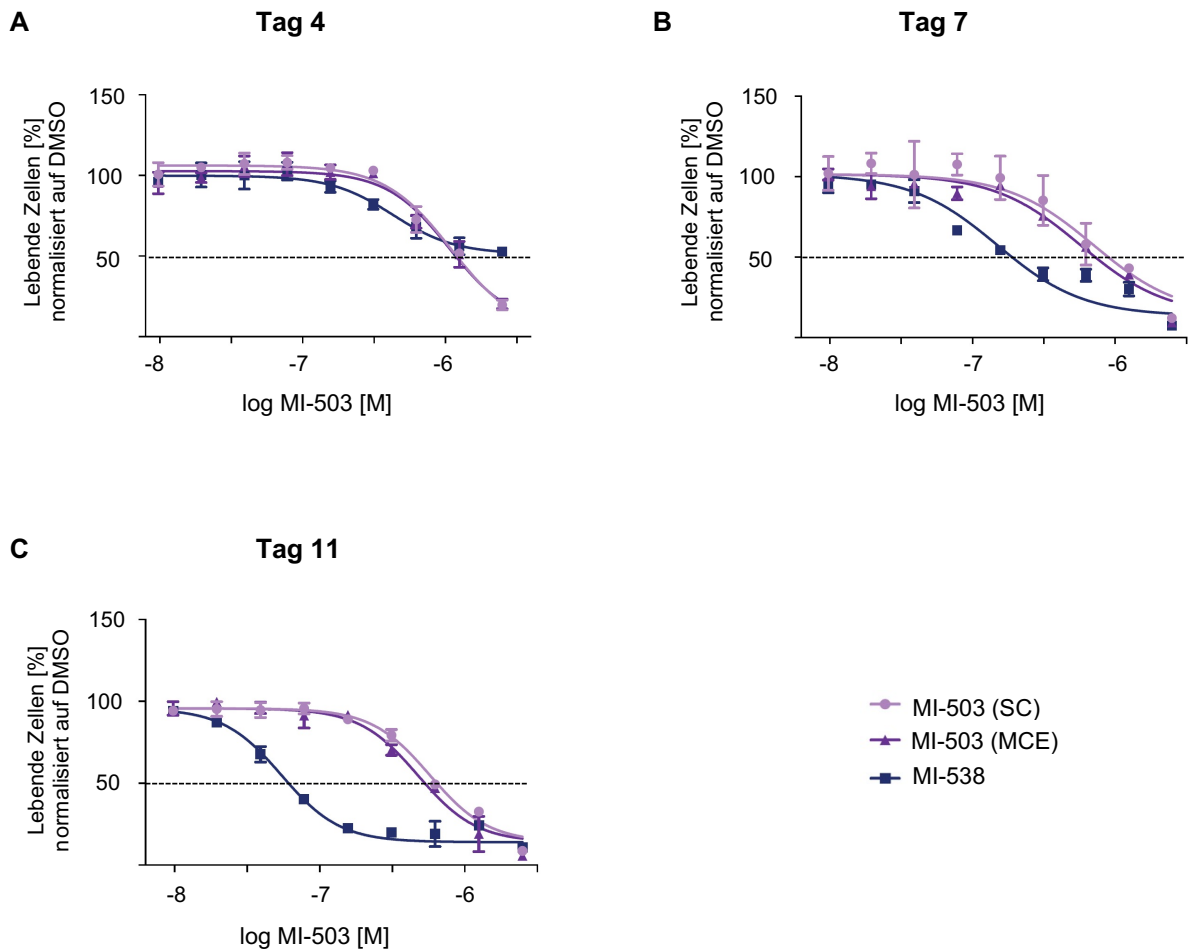 A
Tag 4
Lebende Zellen [%]
normalisiert auf DMSO
150
100
50
-8
-7
-6
log MI-503 [M]
B
Tag 7
Lebende Zellen [%]
normalisiert auf DMSO
150
100
50
-8
-7
-6
log MI-503 [M]
C
Tag 11
Lebende Zellen [%]
normalisiert auf DMSO
150
100
50
-8
-7
-6
log MI-503 [M]
MI-503 (SC)
MI-503 (MCE)
MI-538